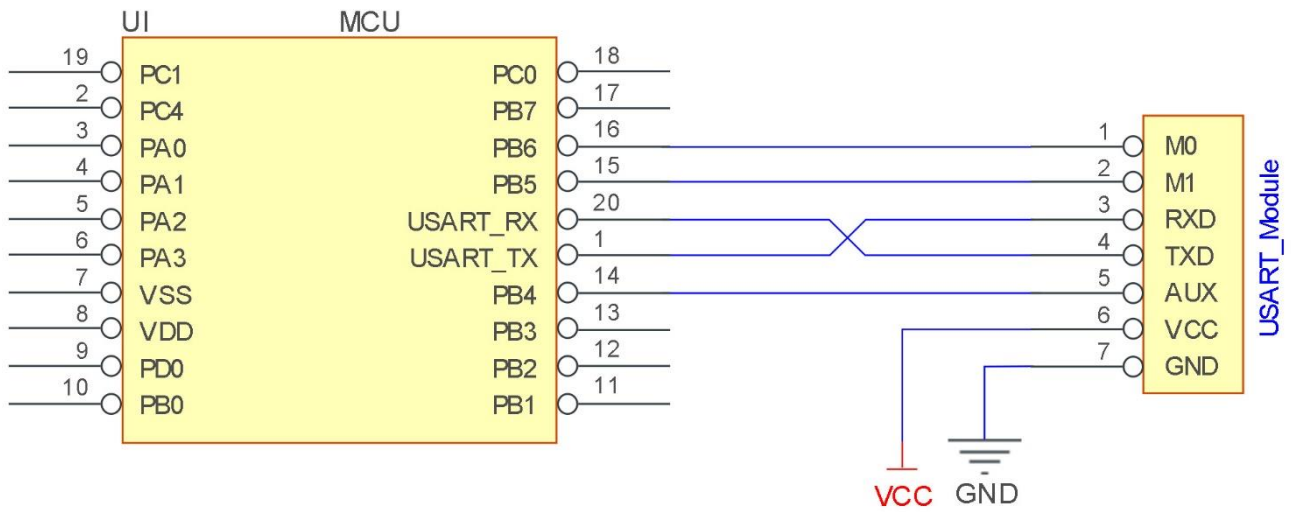 UI MCU
19 PC1 PC0 18
2 PC4 PB7 17
3 PA0 PB6 16 1 M0
4 PA1 PB5 15 2 M1
5 PA2 USART_RX 20 3 RXD
6 PA3 USART_TX 1 4 TXD
7 VSS PB4 14 5 AUX
8 VDD PB3 13 6 VCC
9 PD0 PB2 12 7 GND
10 PB0 PB1 11
USART_Module
VCC GND